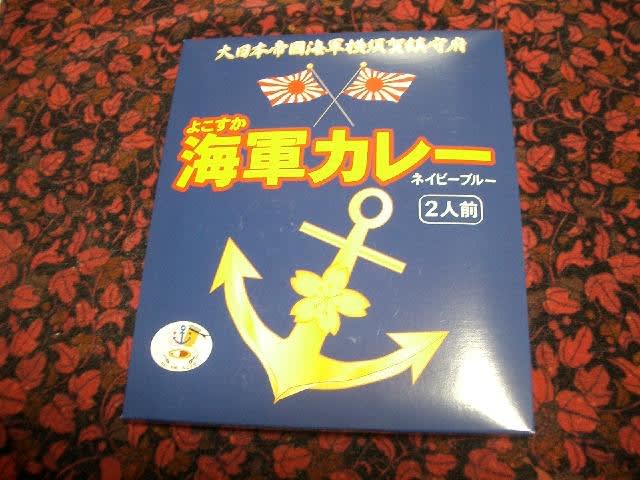 大日本帝国海軍横須賀鎮守府
よこすか
海軍カレー
ネイビーブルー
2人前